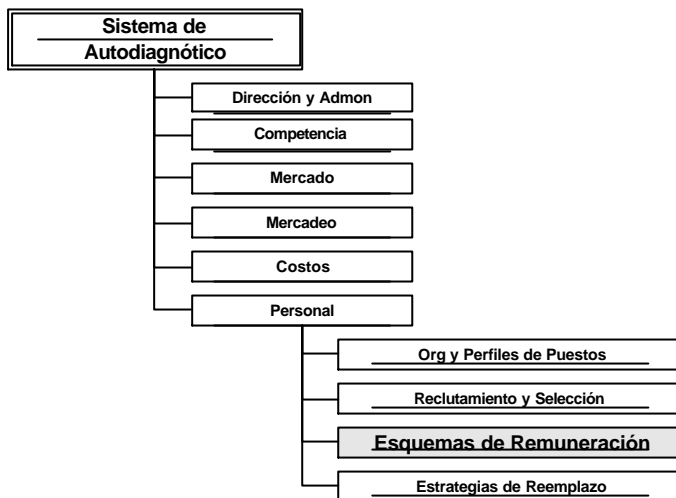 Sistema de
Autodiagnótico
Dirección y Admon
Competencia
Mercado
Mercadeo
Costos
Personal
Org y Perfiles de Puestos
Reclutamiento y Selección
Esquemas de Remuneración
Estrategias de Reemplazo